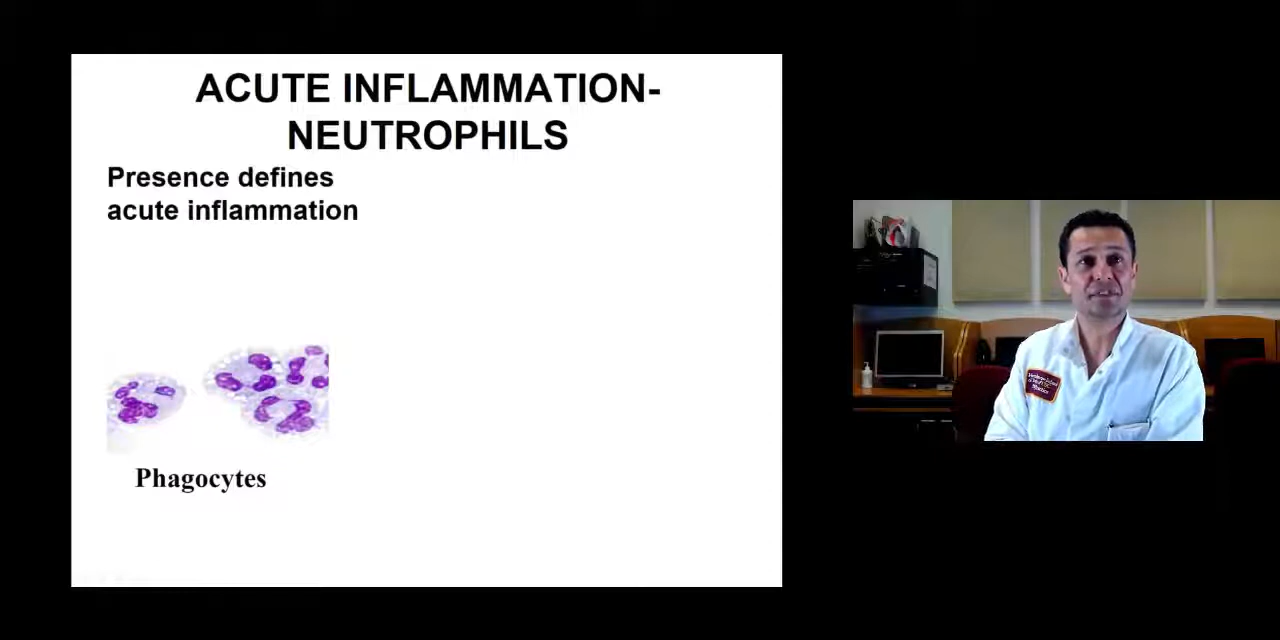 ACUTE INFLAMMATION-
NEUTROPHILS
Presence defines
acute inflammation
Phagocytes